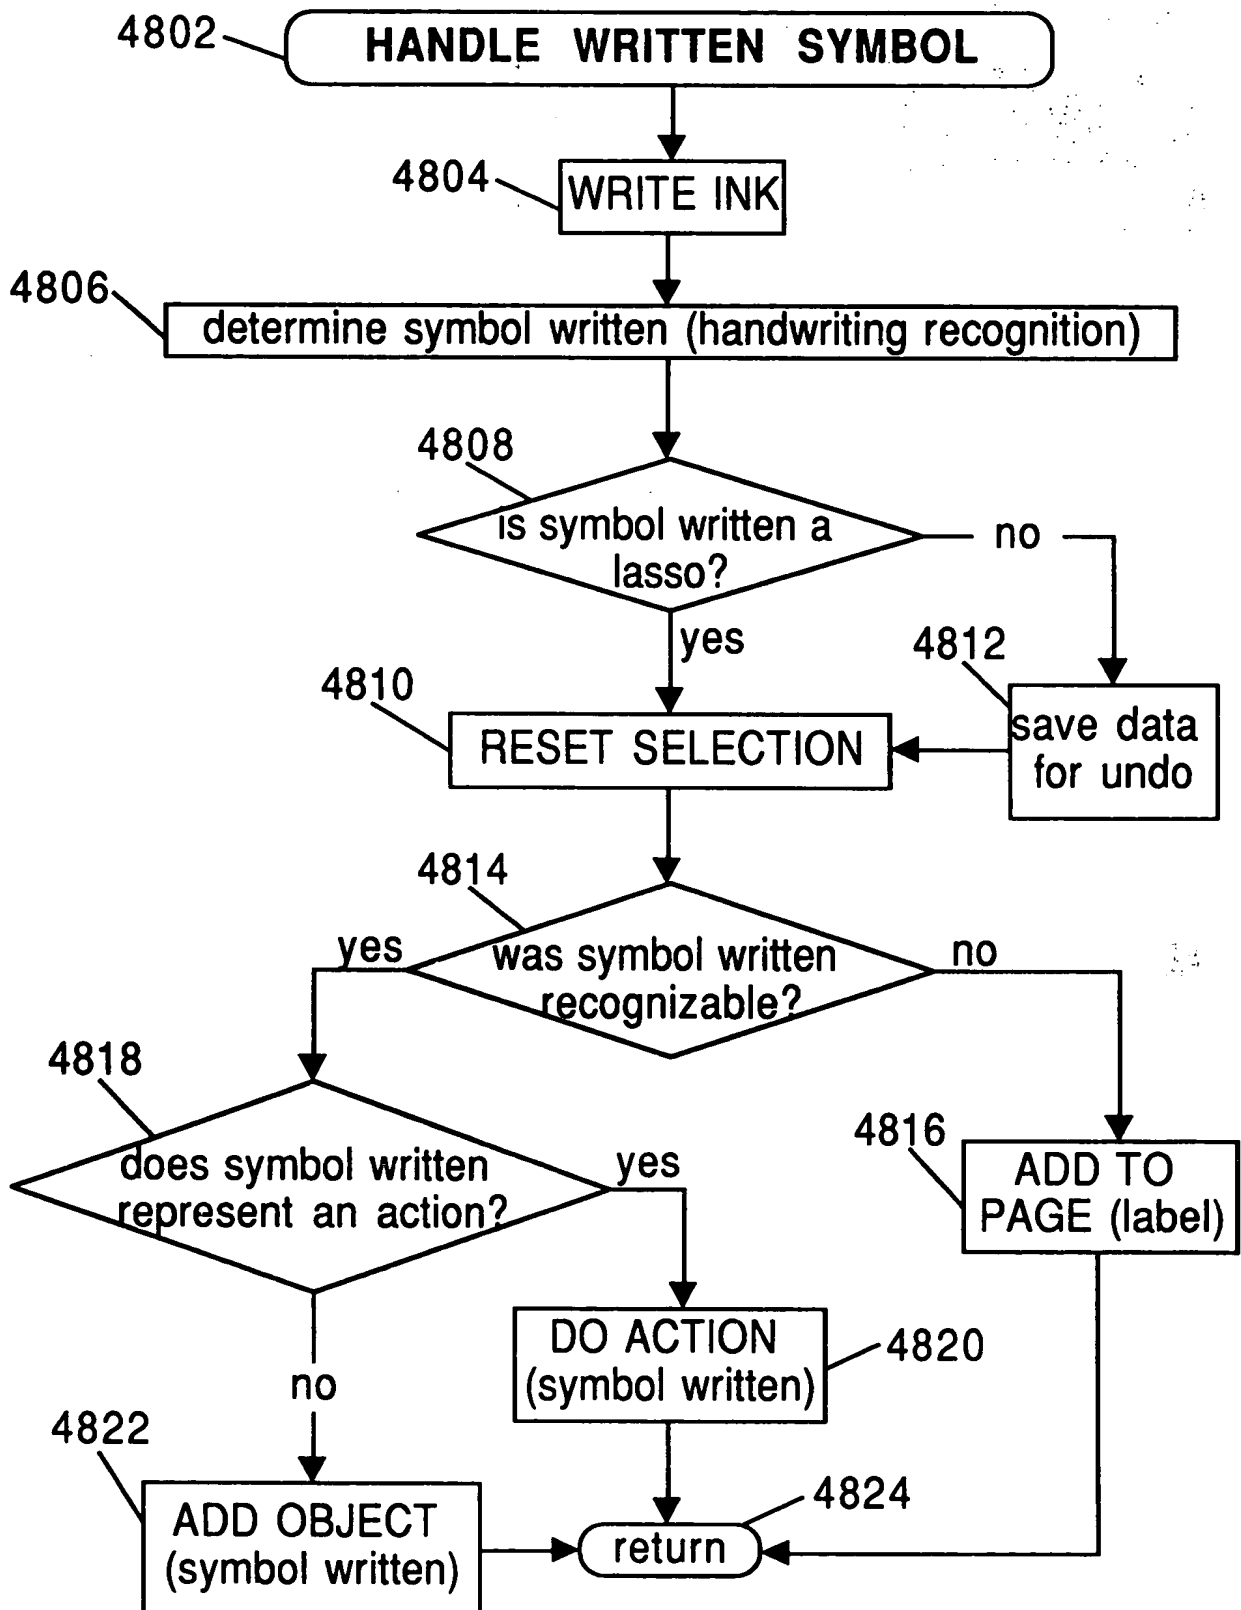 4802
HANDLE WRITTEN SYMBOL
4804
WRITE INK
4806
determine symbol written (handwriting recognition)
4808
is symbol written a
lasso?
no
yes
4812
save data
for undo
4810
RESET SELECTION
4814
was symbol written
recognizable?
yes
no
4818
does symbol written
represent an action?
yes
4816
ADD TO
PAGE (label)
no
DO ACTION
(symbol written)
4820
4822
ADD OBJECT
(symbol written)
4824
return